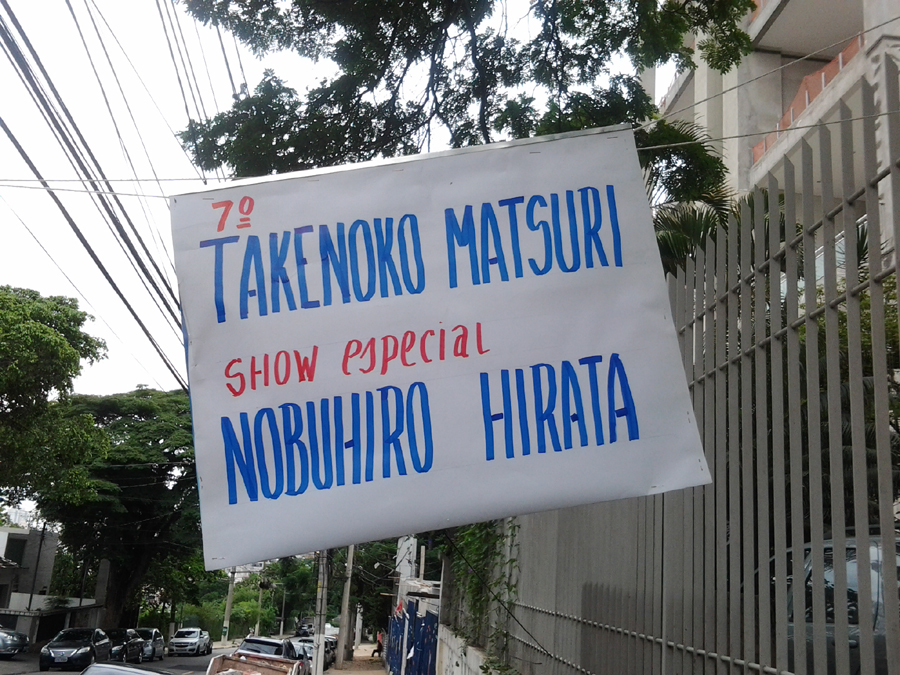 7º
TAKENOKO MATSURI
SHOW especial
NOBUHIRO HIRATA